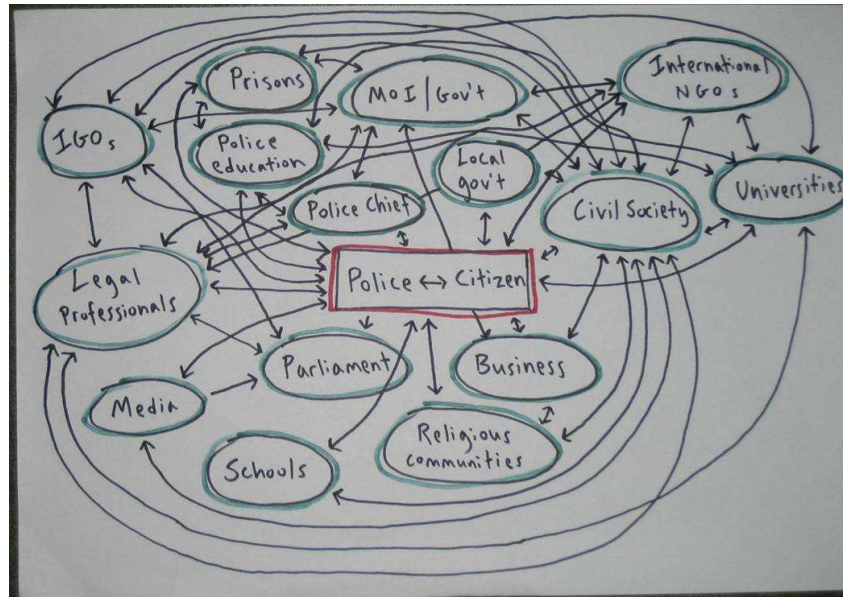 Prisons
MoI | Gov't
International
NGOs
IGOs
Police
education
Local
gov't
Universities
Police Chief
Civil Society
Legal
Professionals
Police ↔ Citizen
Parliament
Business
Media
Religious
communities
Schools